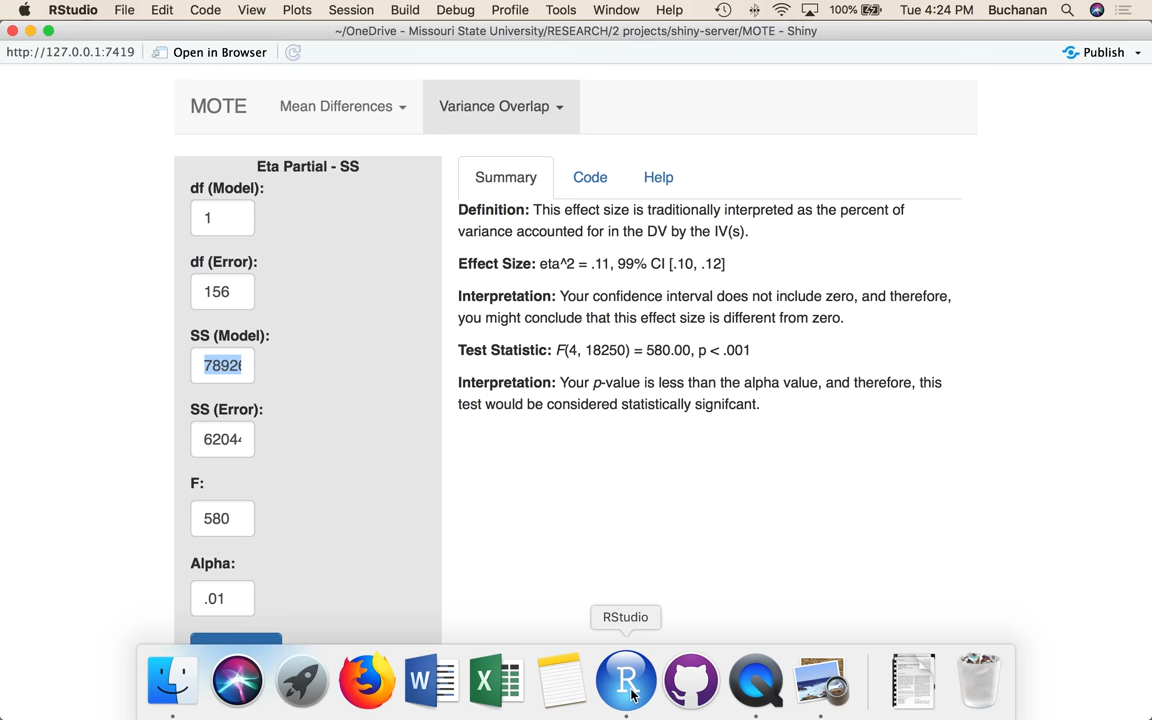 RStudio File Edit Code View Plots Session Build Debug Profile Tools Window Help 100% Tue 4:24 PM Buchanan
~/OneDrive - Missouri State University/RESEARCH/2 projects/shiny-server/MOTE - Shiny
http://127.0.0.1:7419 Open in Browser Publish
MOTE Mean Differences Variance Overlap
Eta Partial - SS
df (Model):
1
df (Error):
156
SS (Model):
78926
SS (Error):
6204
F:
580
Alpha:
.01
Summary Code Help
Definition: This effect size is traditionally interpreted as the percent of
variance accounted for in the DV by the IV(s).
Effect Size: eta^2 = .11, 99% CI [.10, .12]
Interpretation: Your confidence interval does not include zero, and therefore,
you might conclude that this effect size is different from zero.
Test Statistic: F(4, 18250) = 580.00, p < .001
Interpretation: Your p-value is less than the alpha value, and therefore, this
test would be considered statistically signifcant.
RStudio
W X R